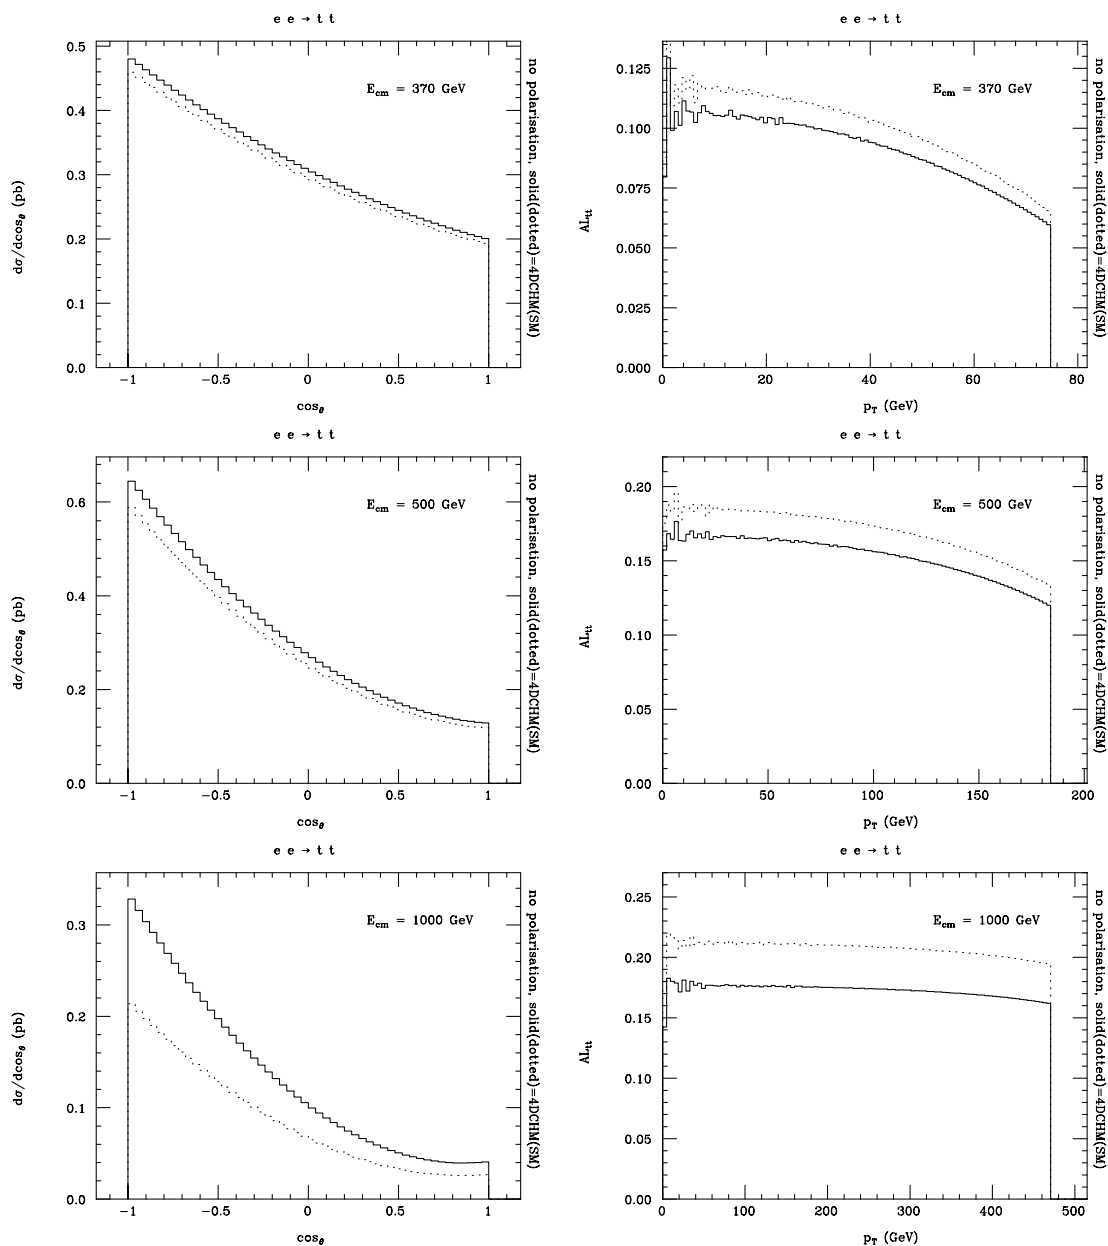 e e → t t
0.5
0.4
0.3
0.2
0.1
0.0
dσ/dcosθ (pb)
E_cm = 370 GeV
−1
−0.5
0
0.5
1
cosθ
no polarisation, solid(dotted)=4DCHM(SM)
e e → t t
0.125
0.100
0.075
0.050
0.025
0.000
AL_tt
E_cm = 370 GeV
0
20
40
60
80
p_T (GeV)
no polarisation, solid(dotted)=4DCHM(SM)
e e → t t
0.6
0.4
0.2
0.0
dσ/dcosθ (pb)
E_cm = 500 GeV
−1
−0.5
0
0.5
1
cosθ
no polarisation, solid(dotted)=4DCHM(SM)
e e → t t
0.20
0.15
0.10
0.05
0.00
AL_tt
E_cm = 500 GeV
0
50
100
150
200
p_T (GeV)
no polarisation, solid(dotted)=4DCHM(SM)
e e → t t
0.3
0.2
0.1
0.0
dσ/dcosθ (pb)
E_cm = 1000 GeV
−1
−0.5
0
0.5
1
cosθ
no polarisation, solid(dotted)=4DCHM(SM)
e e → t t
0.25
0.20
0.15
0.10
0.05
0.00
AL_tt
E_cm = 1000 GeV
0
100
200
300
400
500
p_T (GeV)
no polarisation, solid(dotted)=4DCHM(SM)